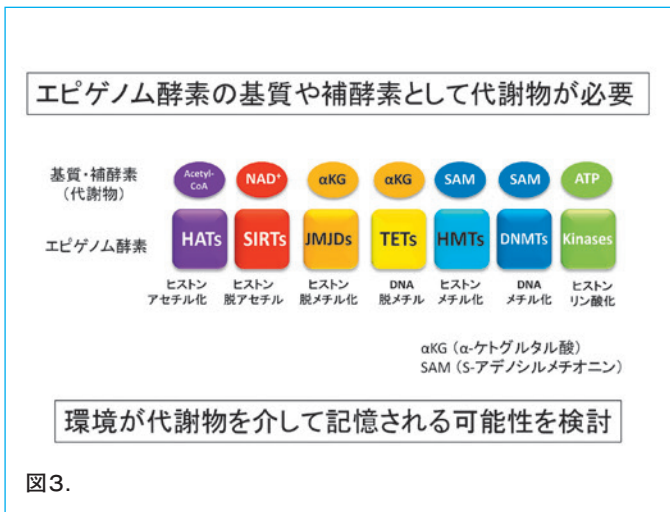 エピゲノム酵素の基質や補酵素として代謝物が必要
基質・補酵素
(代謝物)
Acetyl-
CoA
NAD⁺
αKG
αKG
SAM
SAM
ATP
エピゲノム酵素
HATs
SIRTs
JMJDs
TETs
HMTs
DNMTs
Kinases
ヒストン
アセチル化
ヒストン
脱アセチル
ヒストン
脱メチル化
DNA
脱メチル
ヒストン
メチル化
DNA
メチル化
ヒストン
リン酸化
αKG（α-ケトグルタル酸）
SAM（S-アデノシルメチオニン）
環境が代謝物を介して記憶される可能性を検討
図3.